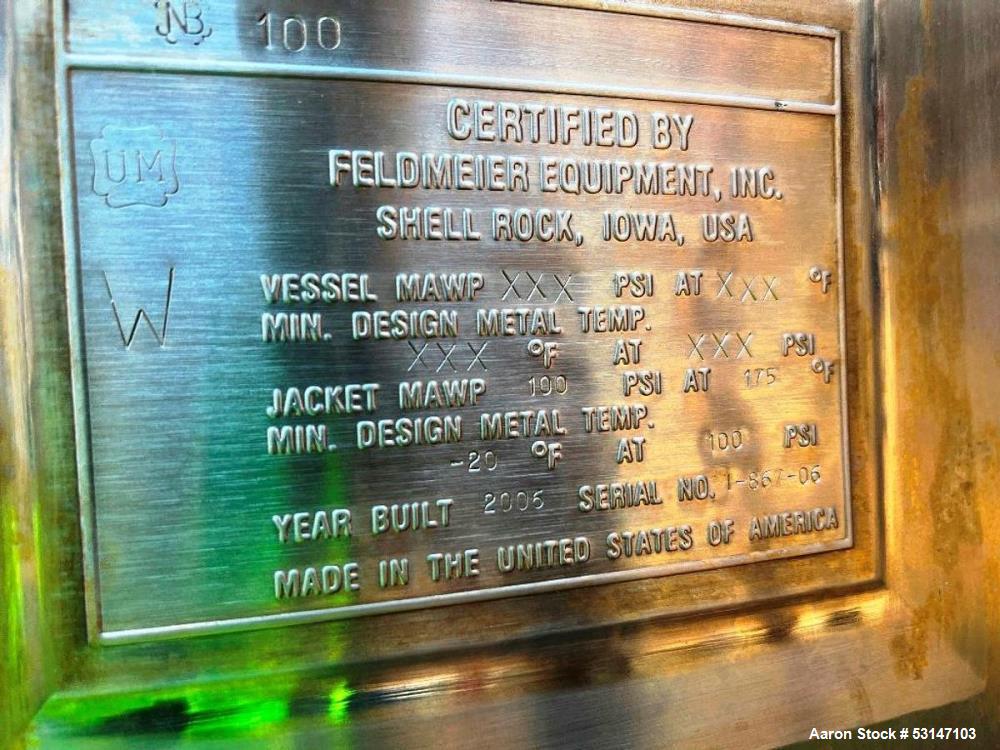 NB 100
CERTIFIED BY
FELDMEIER EQUIPMENT, INC.
SHELL ROCK, IOWA, USA
UM
W
VESSEL MAWP XXX PSI AT XXX °F
MIN. DESIGN METAL TEMP.
XXX °F AT XXX PSI
JACKET MAWP 100 PSI AT 175 °F
MIN. DESIGN METAL TEMP.
-20 °F AT 100 PSI
YEAR BUILT 2006 SERIAL NO. 1-867-06
MADE IN THE UNITED STATES OF AMERICA
Aaron Stock # 53147103